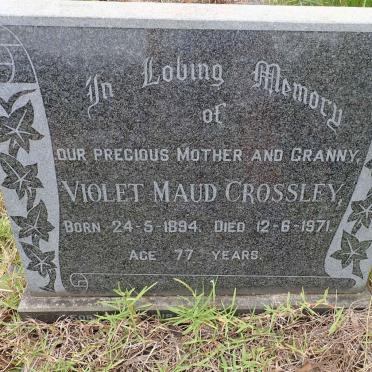 In Loving Memory
of
OUR PRECIOUS MOTHER AND GRANNY,
VIOLET MAUD CROSSLEY,
BORN 24-5-1894. DIED 12-6-1971.
AGE 77 YEARS.